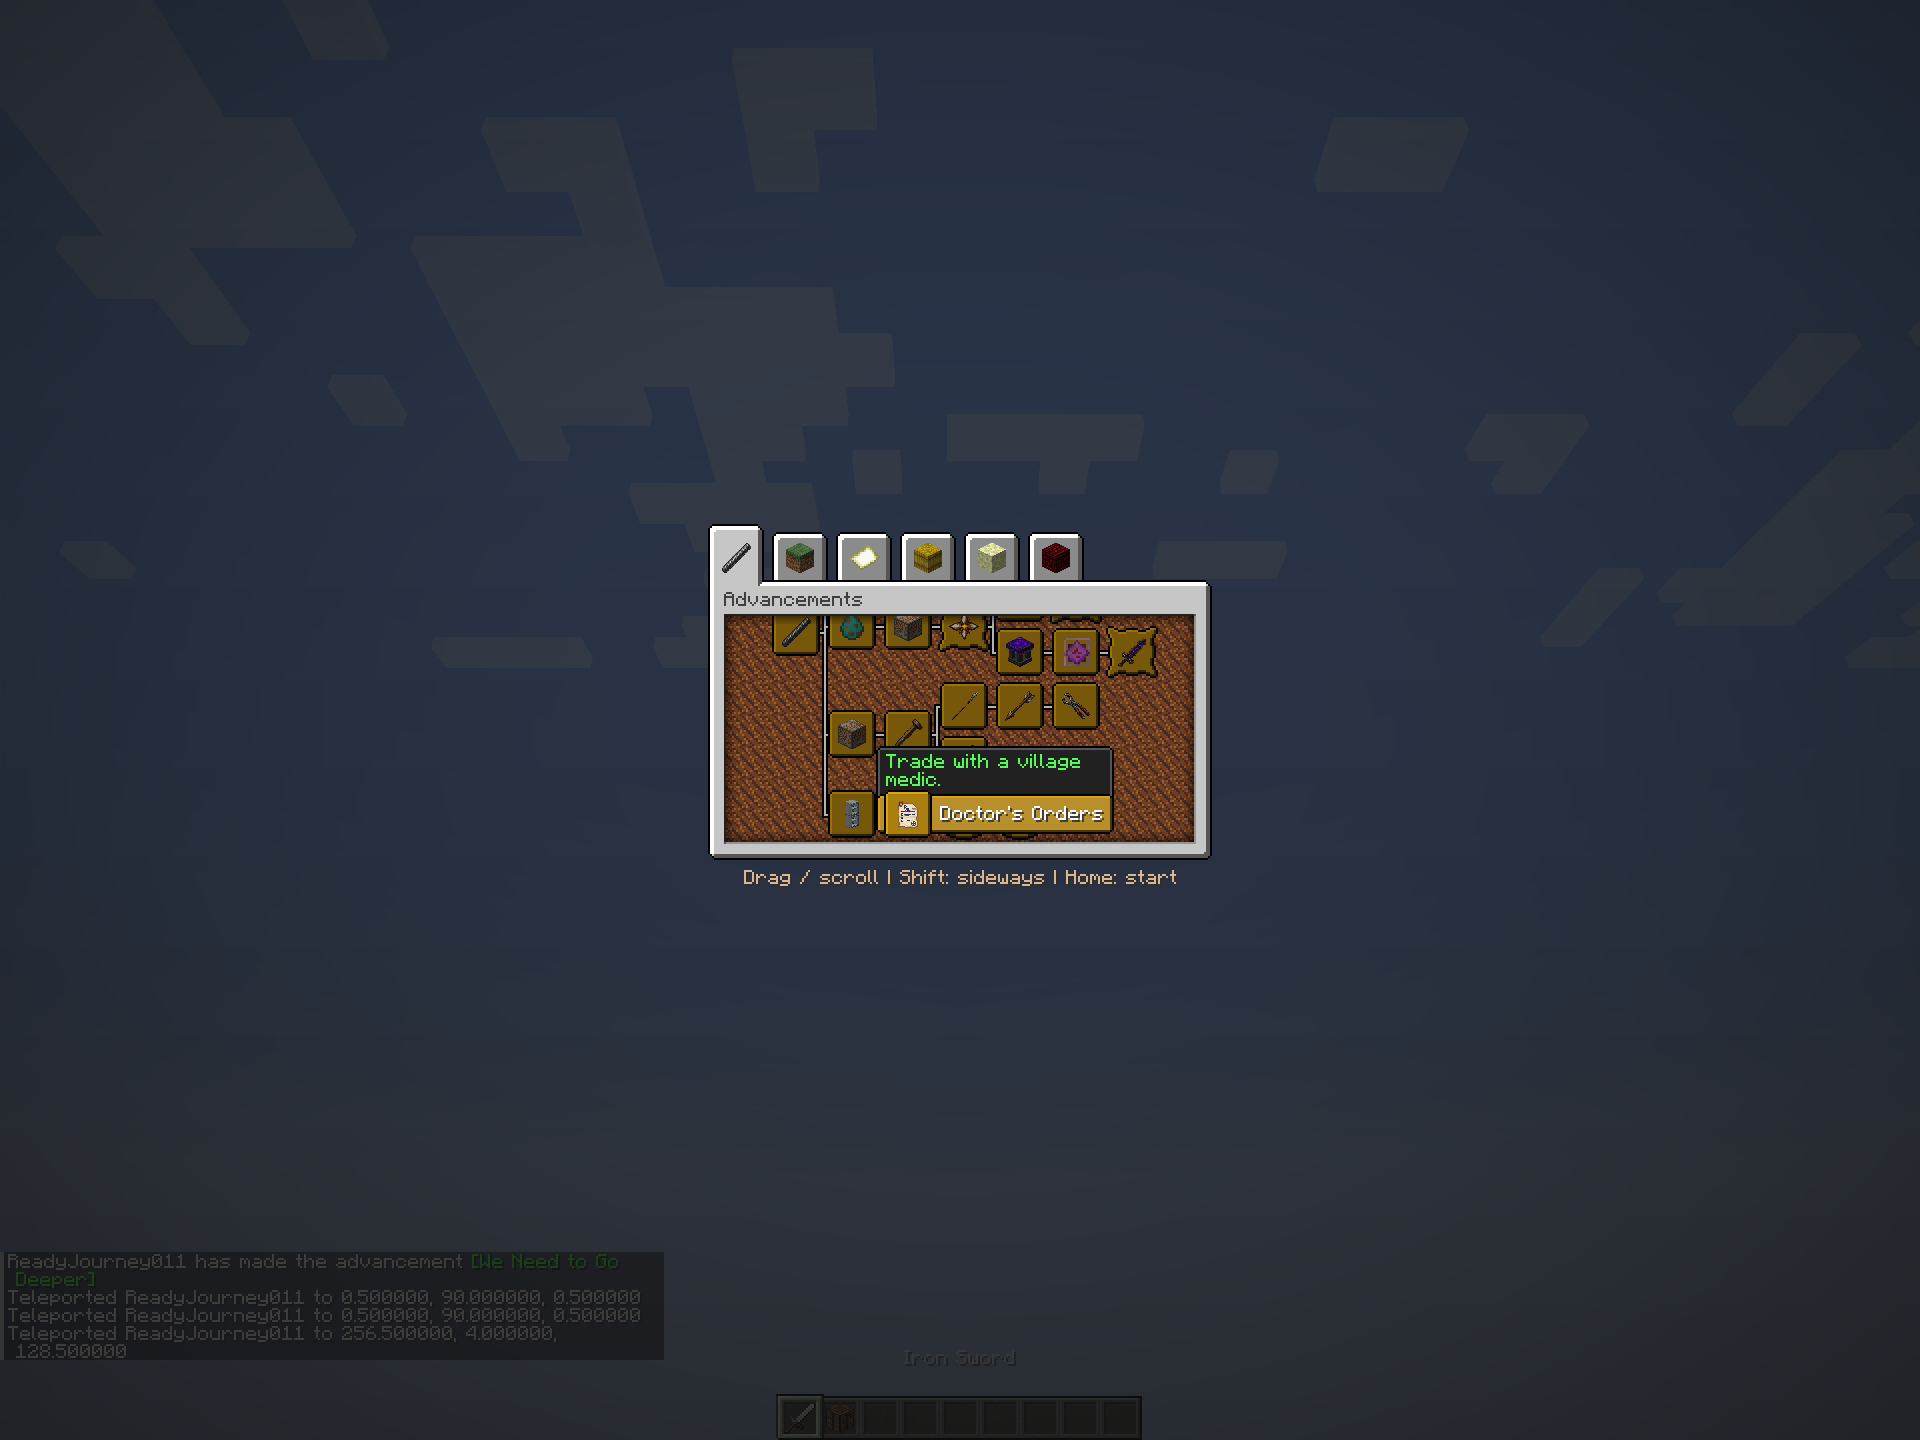 Advancements
Trade with a village
medic.
Doctor's Orders
Drag / scroll | Shift: sideways | Home: start
ReadyJourney011 has made the advancement [We Need to Go
Deeper]
Teleported ReadyJourney011 to 0.500000, 90.000000, 0.500000
Teleported ReadyJourney011 to 0.500000, 90.000000, 0.500000
Teleported ReadyJourney011 to 256.500000, 4.000000,
128.500000
Iron Sword